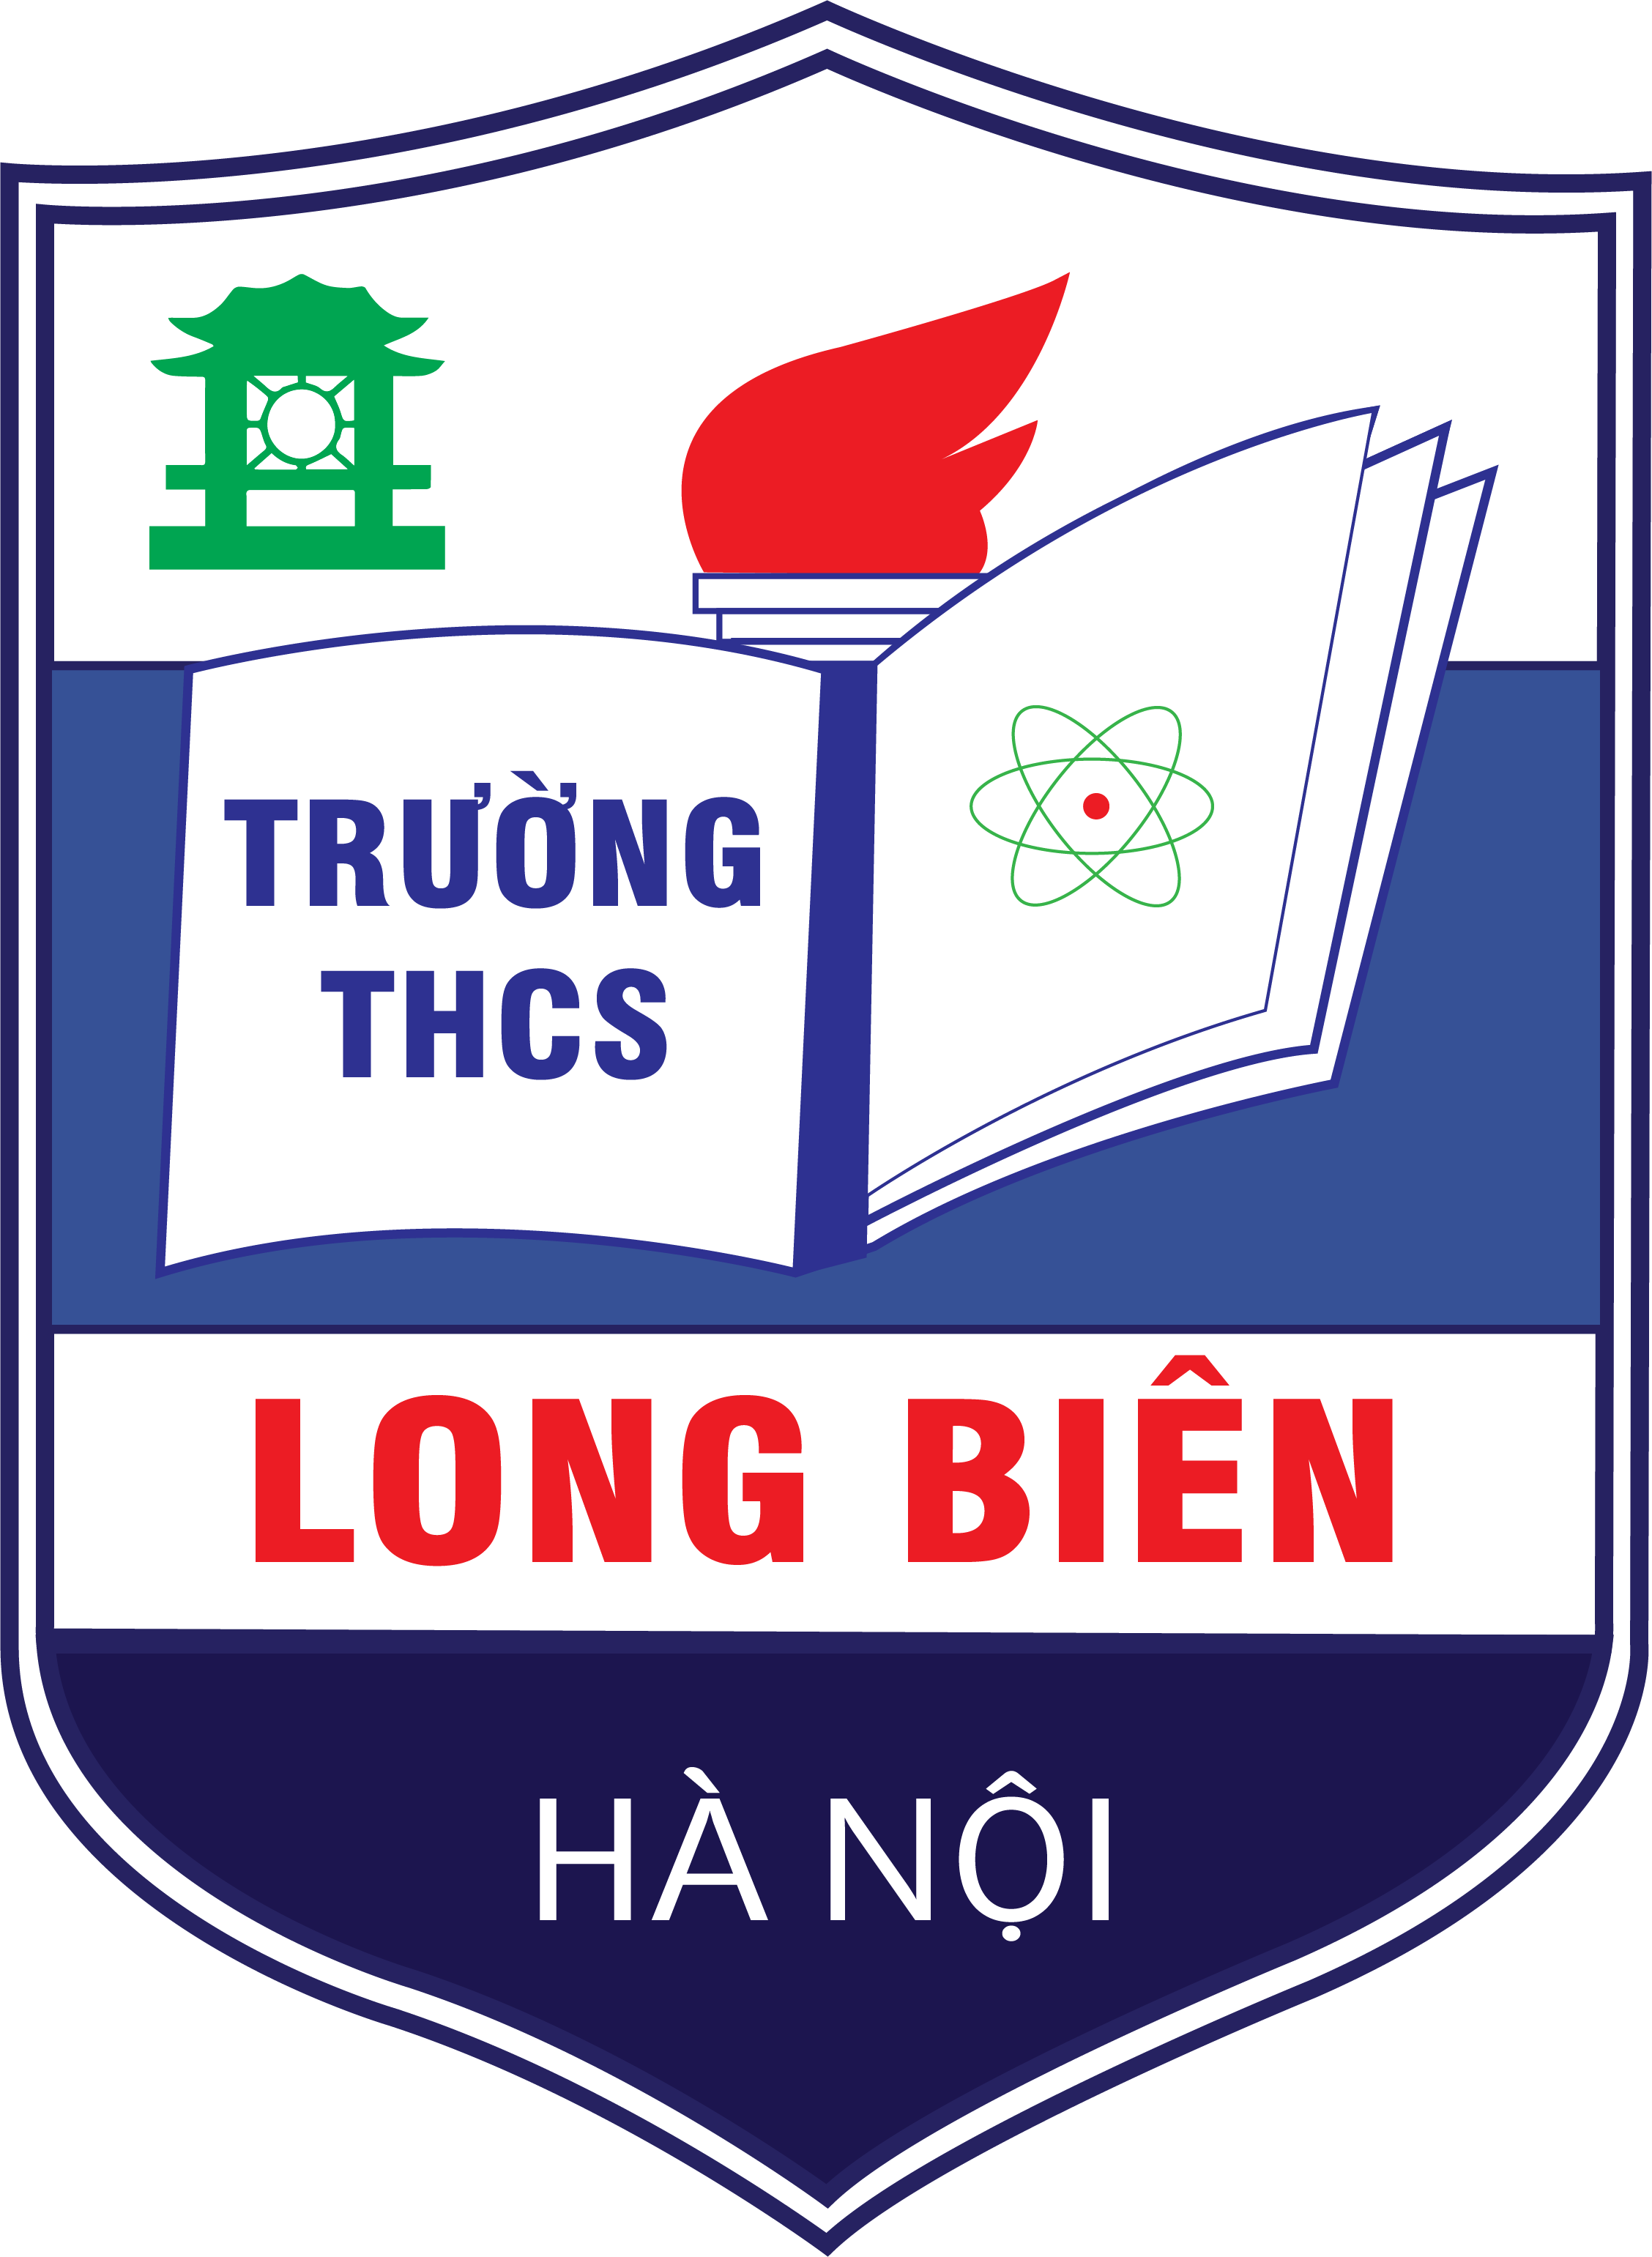 TRƯỜNG
THCS
LONG BIÊN
HÀ NỘI